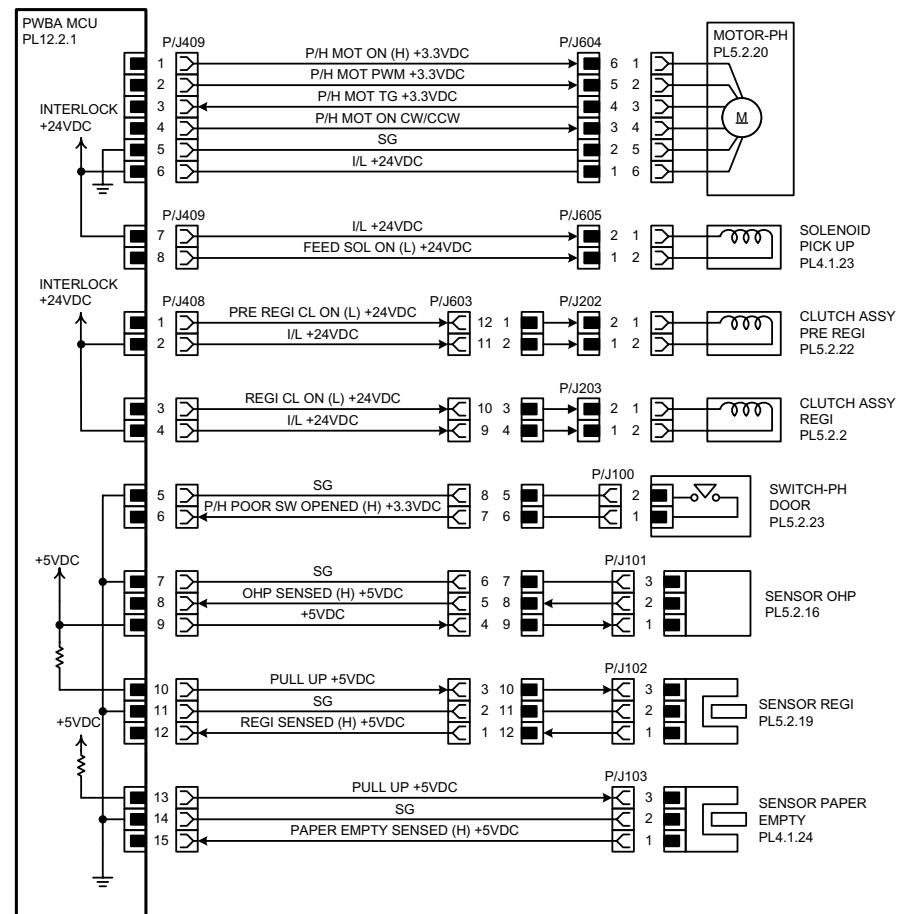 PWBA MCU
PL12.2.1
P/J409
P/J604
MOTOR-PH
PL5.2.20
1 P/H MOT ON (H) +3.3VDC 6 1
2 P/H MOT PWM +3.3VDC 5 2
3 P/H MOT TG +3.3VDC 4 3
4 P/H MOT ON CW/CCW 3 4
5 SG 2 5
6 I/L +24VDC 1 6
M
INTERLOCK
+24VDC
P/J409
P/J605
7 I/L +24VDC 2 1
8 FEED SOL ON (L) +24VDC 1 2
SOLENOID
PICK UP
PL4.1.23
INTERLOCK
+24VDC
P/J408
P/J603
P/J202
1 PRE REGI CL ON (L) +24VDC 12 1 2 1
2 I/L +24VDC 11 2 1 2
CLUTCH ASSY
PRE REGI
PL5.2.22
P/J203
3 REGI CL ON (L) +24VDC 10 3 2 1
4 I/L +24VDC 9 4 1 2
CLUTCH ASSY
REGI
PL5.2.2
P/J100
5 SG 8 5 2
6 P/H POOR SW OPENED (H) +3.3VDC 7 6 1
SWITCH-PH
DOOR
PL5.2.23
+5VDC
P/J101
7 SG 6 7 3
8 OHP SENSED (H) +5VDC 5 8 2
9 +5VDC 4 9 1
SENSOR OHP
PL5.2.16
P/J102
10 PULL UP +5VDC 3 10 3
11 SG 2 11 2
12 REGI SENSED (H) +5VDC 1 12 1
SENSOR REGI
PL5.2.19
+5VDC
P/J103
13 PULL UP +5VDC 3
14 SG 2
15 PAPER EMPTY SENSED (H) +5VDC 1
SENSOR PAPER
EMPTY
PL4.1.24